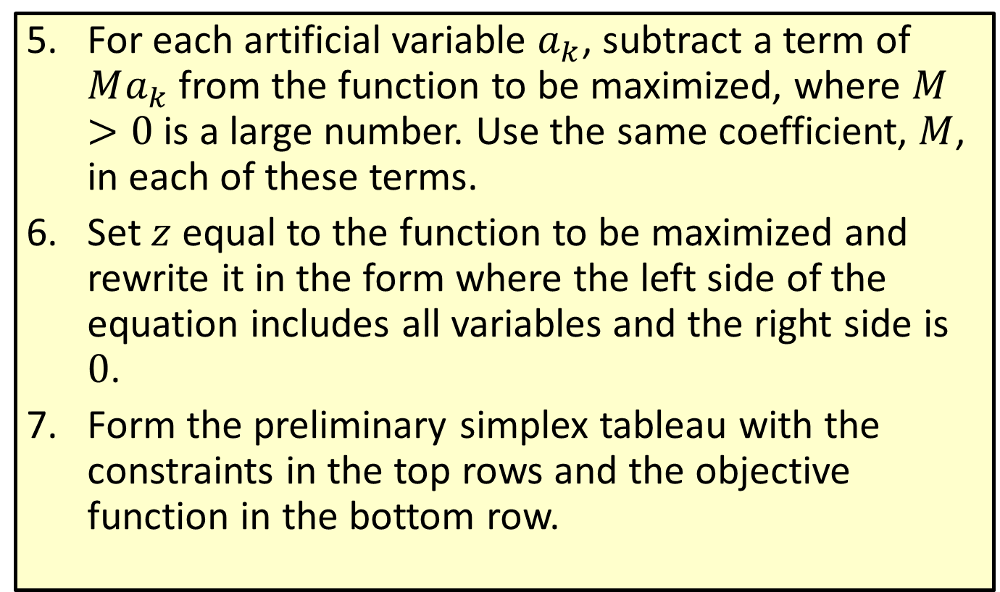 5. For each artificial variable 𝑎ₖ, subtract a term of
𝑀𝑎ₖ from the function to be maximized, where 𝑀
> 0 is a large number. Use the same coefficient, 𝑀,
in each of these terms.
6. Set 𝑧 equal to the function to be maximized and
rewrite it in the form where the left side of the
equation includes all variables and the right side is
0.
7. Form the preliminary simplex tableau with the
constraints in the top rows and the objective
function in the bottom row.